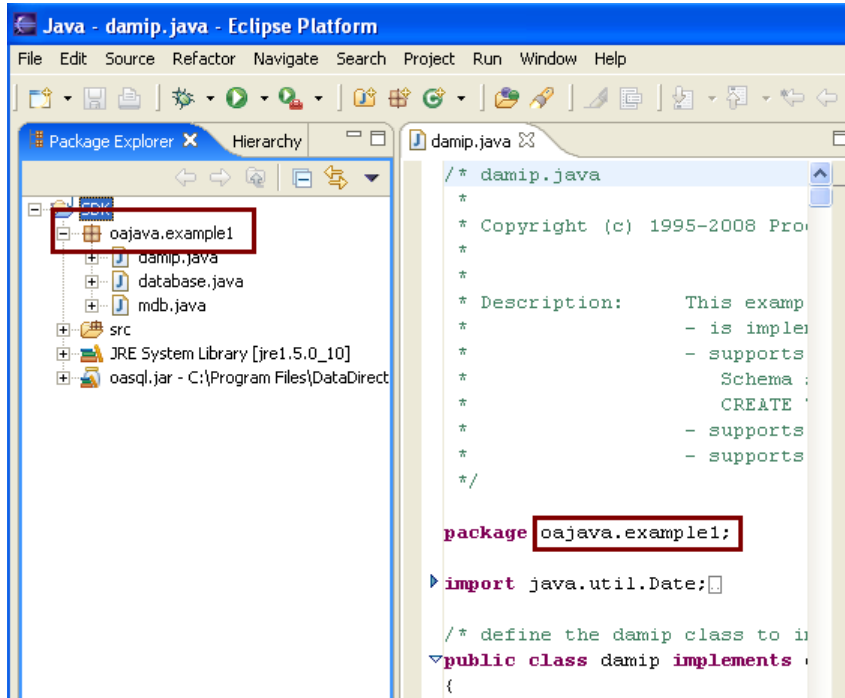 Java - damip.java - Eclipse Platform
File Edit Source Refactor Navigate Search Project Run Window Help
Package Explorer
Hierarchy
SDK
oajava.example1
damip.java
database.java
mdb.java
src
JRE System Library [jre1.5.0_10]
oasql.jar - C:\Program Files\DataDirect
damip.java
/* damip.java
*
* Copyright (c) 1995-2008 Pro
*
*
* Description: This examp
* - is imple
* - supports
* Schema
* CREATE
* - supports
* - supports
*/
package oajava.example1;
import java.util.Date;
/* define the damip class to i
public class damip implements
{